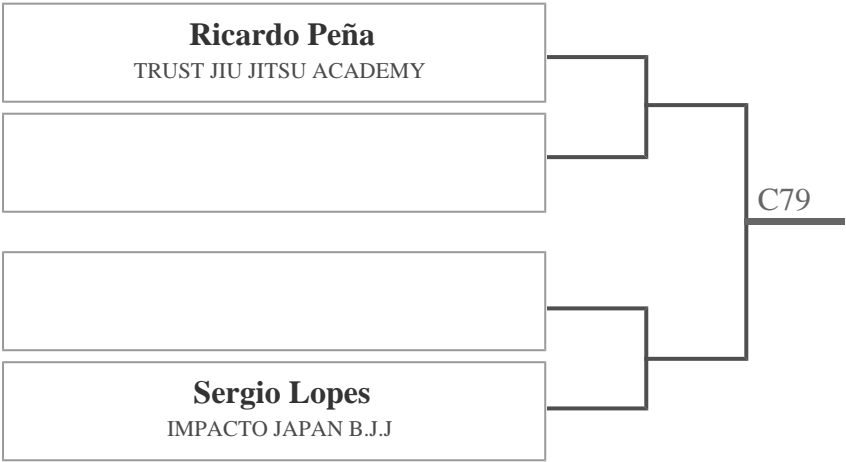 Ricardo Peña
TRUST JIU JITSU ACADEMY
C79
Sergio Lopes
IMPACTO JAPAN B.J.J